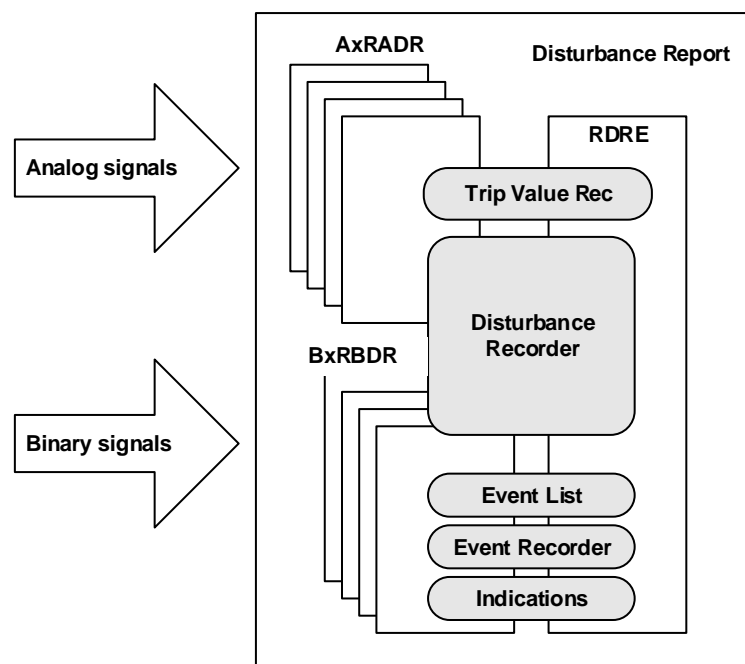 AxRADR
Disturbance Report
RDRE
Analog signals
Trip Value Rec
Disturbance
Recorder
BxRBDR
Binary signals
Event List
Event Recorder
Indications